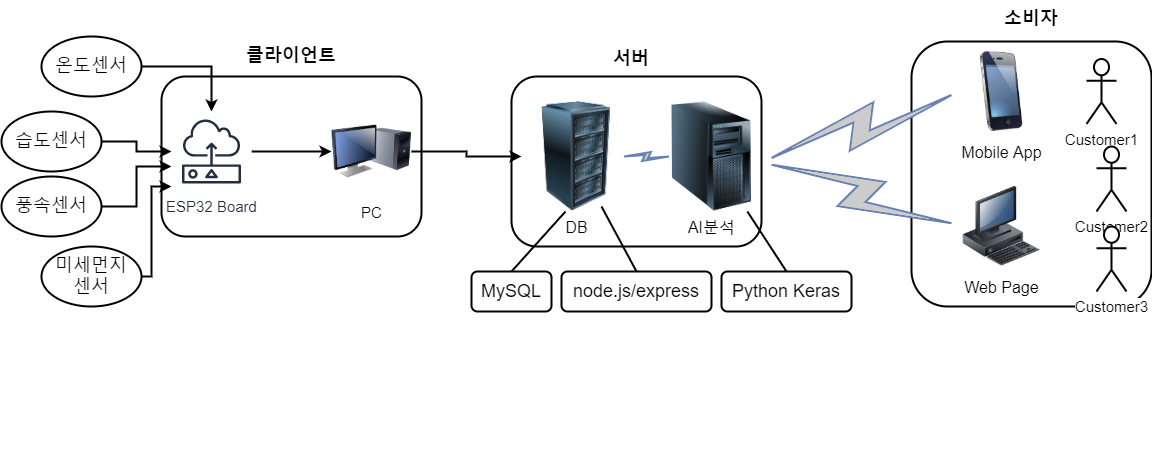 소비자
클라이언트
서버
온도센서
습도센서
풍속센서
미세먼지
센서
ESP32 Board
PC
DB
AI분석
MySQL
node.js/express
Python Keras
Mobile App
Web Page
Customer1
Customer2
Customer3